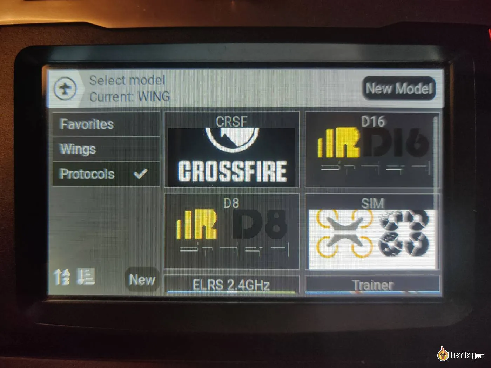 Select model
Current: WING
New Model
Favorites
Wings
Protocols
New
CRSF
CROSSFIRE
D16
D16
D8
D8
SIM
ELRS 2.4GHz
Trainer